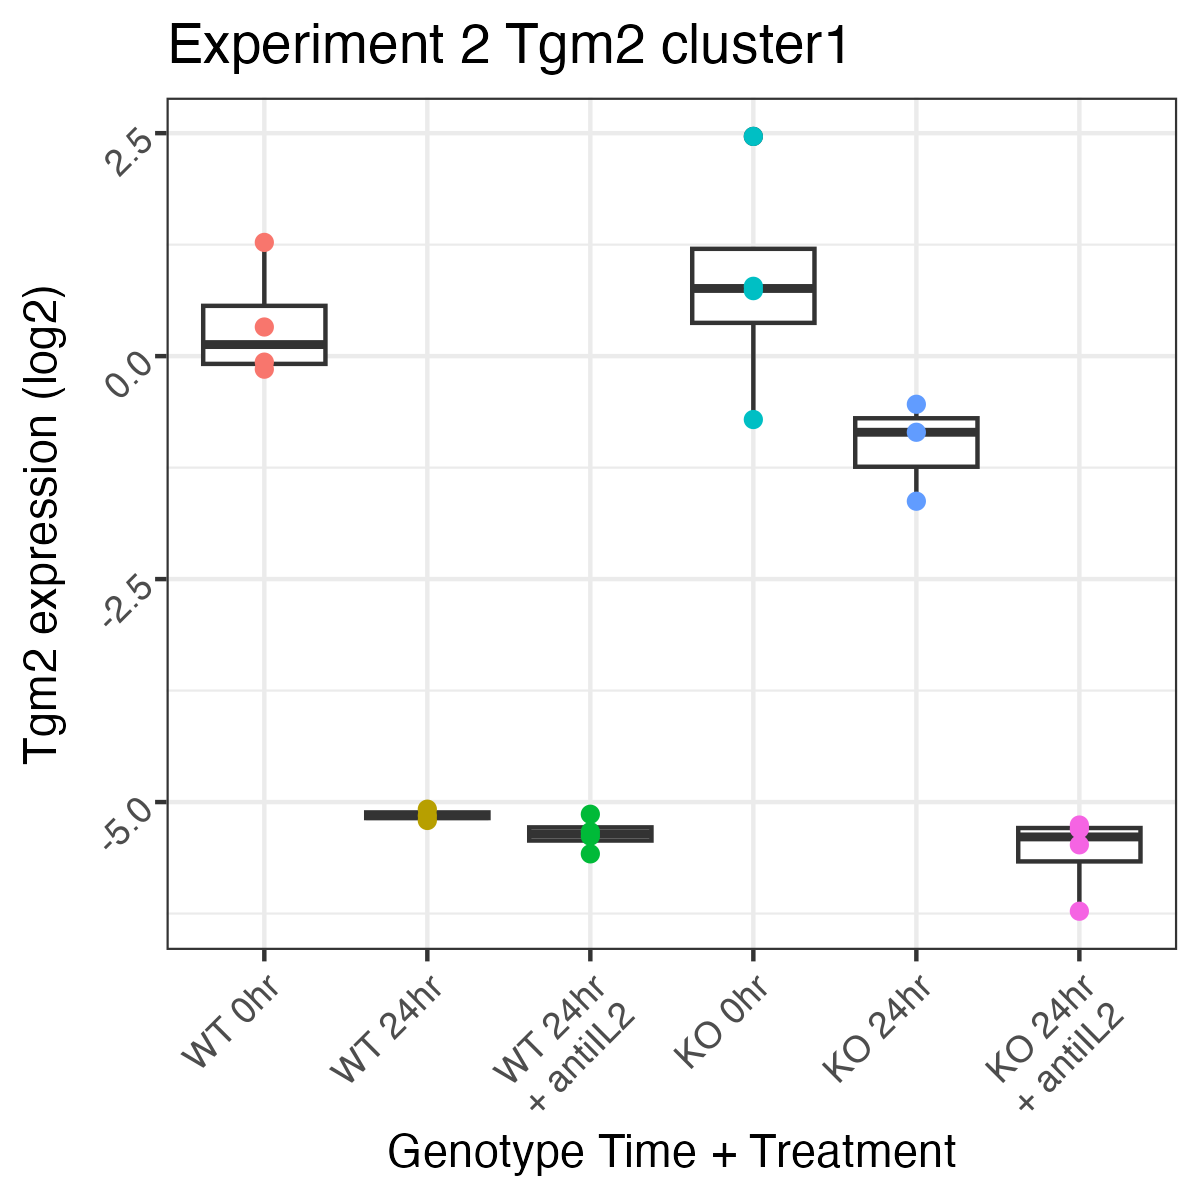 Experiment 2 Tgm2 cluster1
Tgm2 expression (log2)
2.5
0.0
-2.5
-5.0
WT 0hr
WT 24hr
WT 24hr
+ antiIL2
KO 0hr
KO 24hr
KO 24hr
+ antiIL2
Genotype Time + Treatment